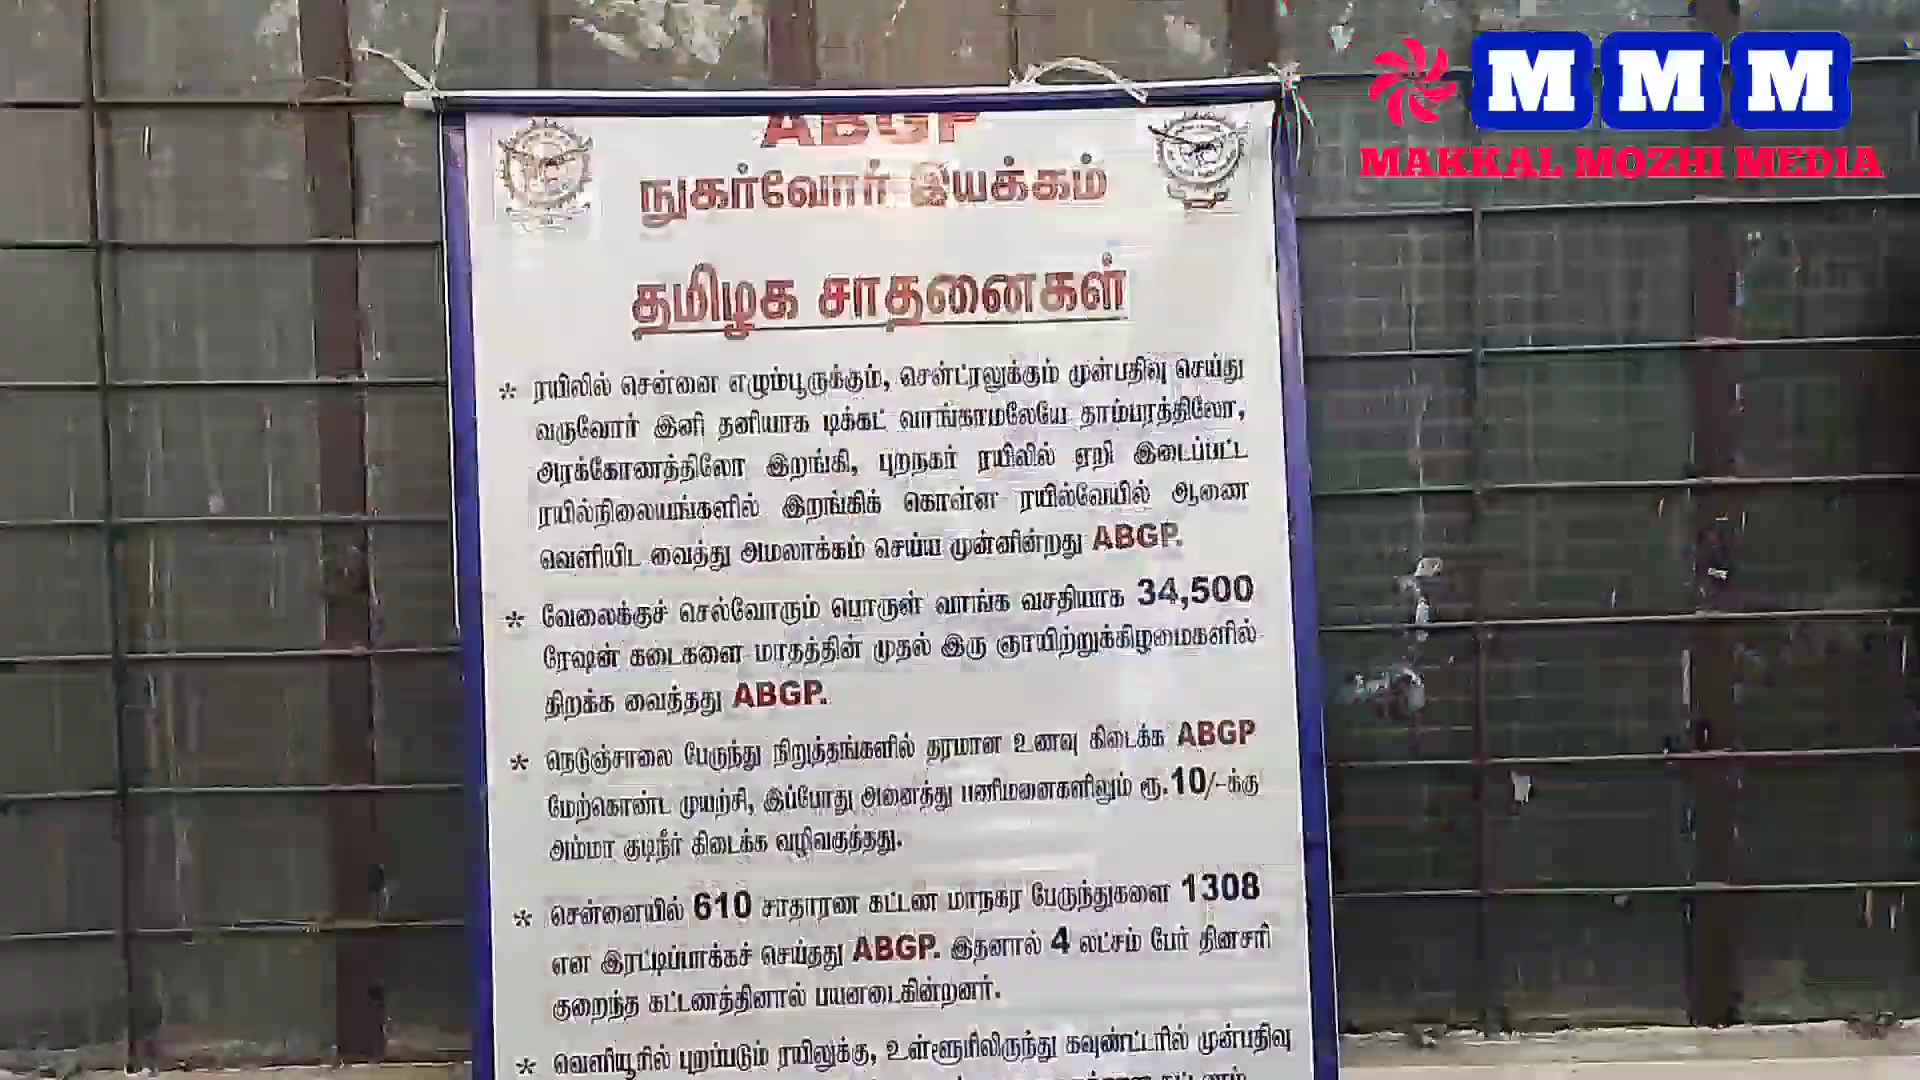 M M M
MAKKAL MOZHI MEDIA
ABGP
நுகர்வோர் இயக்கம்
தமிழக சாதனைகள்
* ரயிலில் சென்னை எழும்பூருக்கும், சென்ட்ரலுக்கும் முன்பதிவு செய்து
வருவோர் இனி தனியாக டிக்கட் வாங்காமலேயே தாம்பரத்திலோ,
அரக்கோணத்திலோ இறங்கி, புறநகர் ரயிலில் ஏறி இடைப்பட்ட
ரயில்நிலையங்களில் இறங்கிக் கொள்ள ரயில்வேயில் ஆணை
வெளியிட வைத்து அமலாக்கம் செய்ய முன்னின்றது ABGP.
* வேலைக்குச் செல்வோரும் பொருள் வாங்க வசதியாக 34,500
ரேஷன் கடைகளை மாதத்தின் முதல் இரு ஞாயிற்றுக்கிழமைகளில்
திறக்க வைத்தது ABGP.
* நெடுஞ்சாலை பேருந்து நிறுத்தங்களில் தரமான உணவு கிடைக்க ABGP
மேற்கொண்ட முயற்சி, இப்போது அனைத்து பணிமனைகளிலும் ரூ.10/-க்கு
அம்மா குடிநீர் கிடைக்க வழிவகுத்தது.
* சென்னையில் 610 சாதாரண கட்டண மாநகர பேருந்துகளை 1308
என இரட்டிப்பாக்கச் செய்தது ABGP. இதனால் 4 லட்சம் பேர் தினசரி
குறைந்த கட்டணத்தினால் பயனடைகின்றனர்.
* வெளியூரில் புறப்படும் ரயிலுக்கு, உள்ளூரிலிருந்து கவுண்ட்டரில் முன்பதிவு